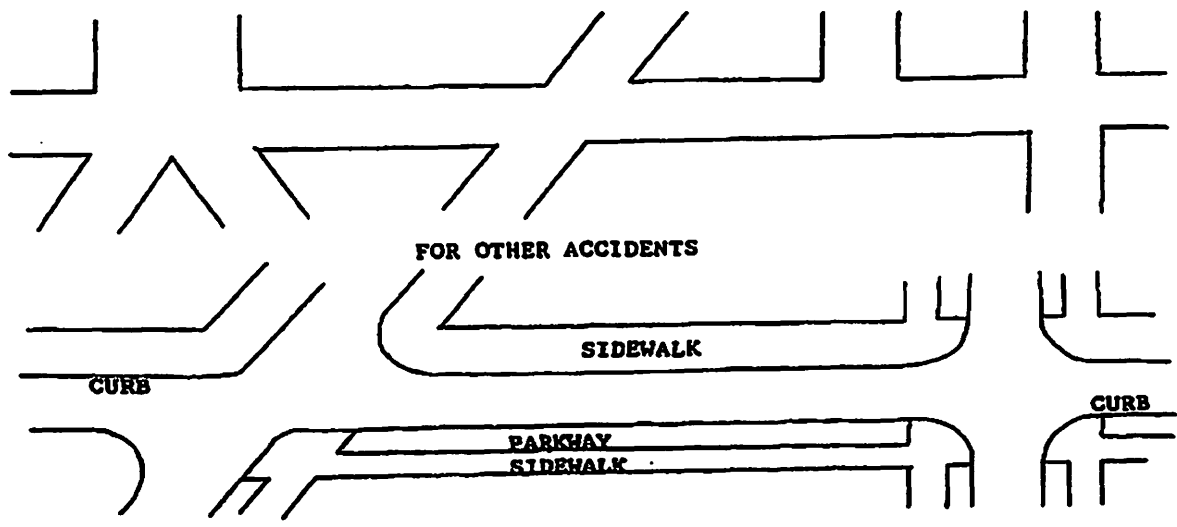 FOR OTHER ACCIDENTS
SIDEWALK
CURB
CURB
PARKWAY
SIDEWALK